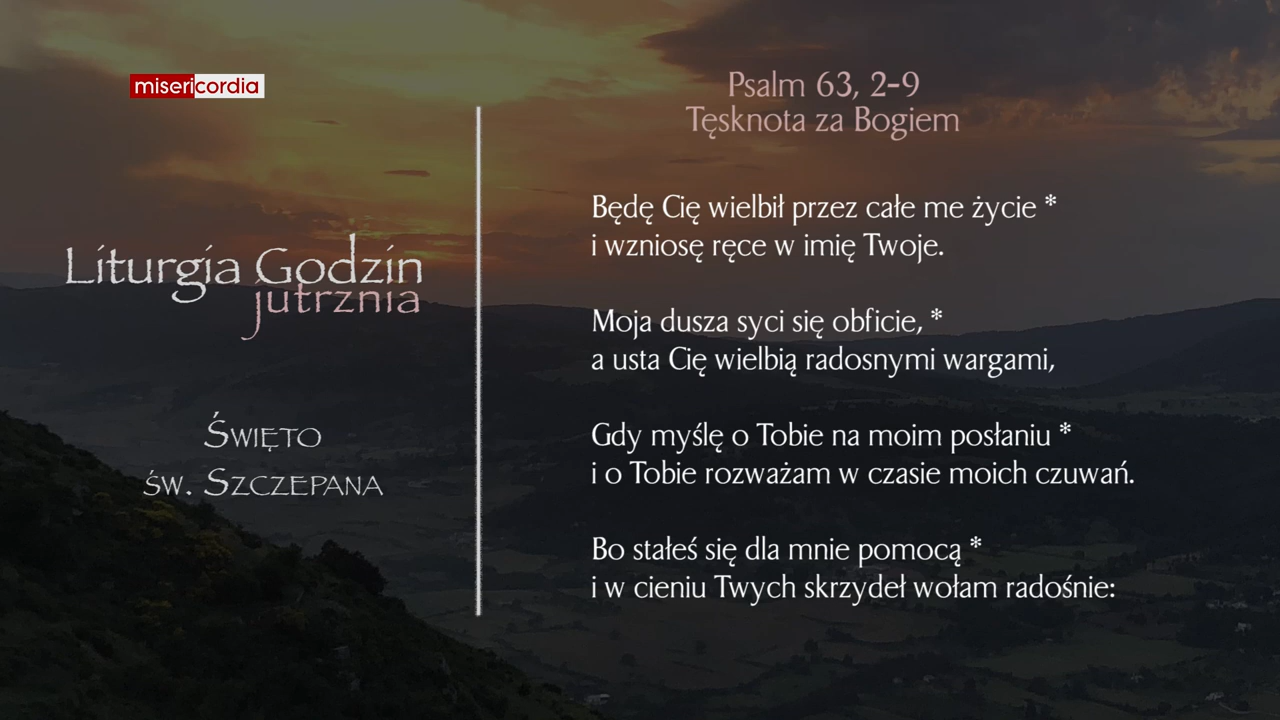 misericordia
Liturgia Godzin
jutrznia
Święto
św. Szczepana
Psalm 63, 2-9
Tęsknota za Bogiem
Będę Cię wielbił przez całe me życie *
i wzniosę ręce w imię Twoje.
Moja dusza syci się obficie, *
a usta Cię wielbią radosnymi wargami,
Gdy myślę o Tobie na moim posłaniu *
i o Tobie rozważam w czasie moich czuwań.
Bo stałeś się dla mnie pomocą *
i w cieniu Twych skrzydeł wołam radośnie: